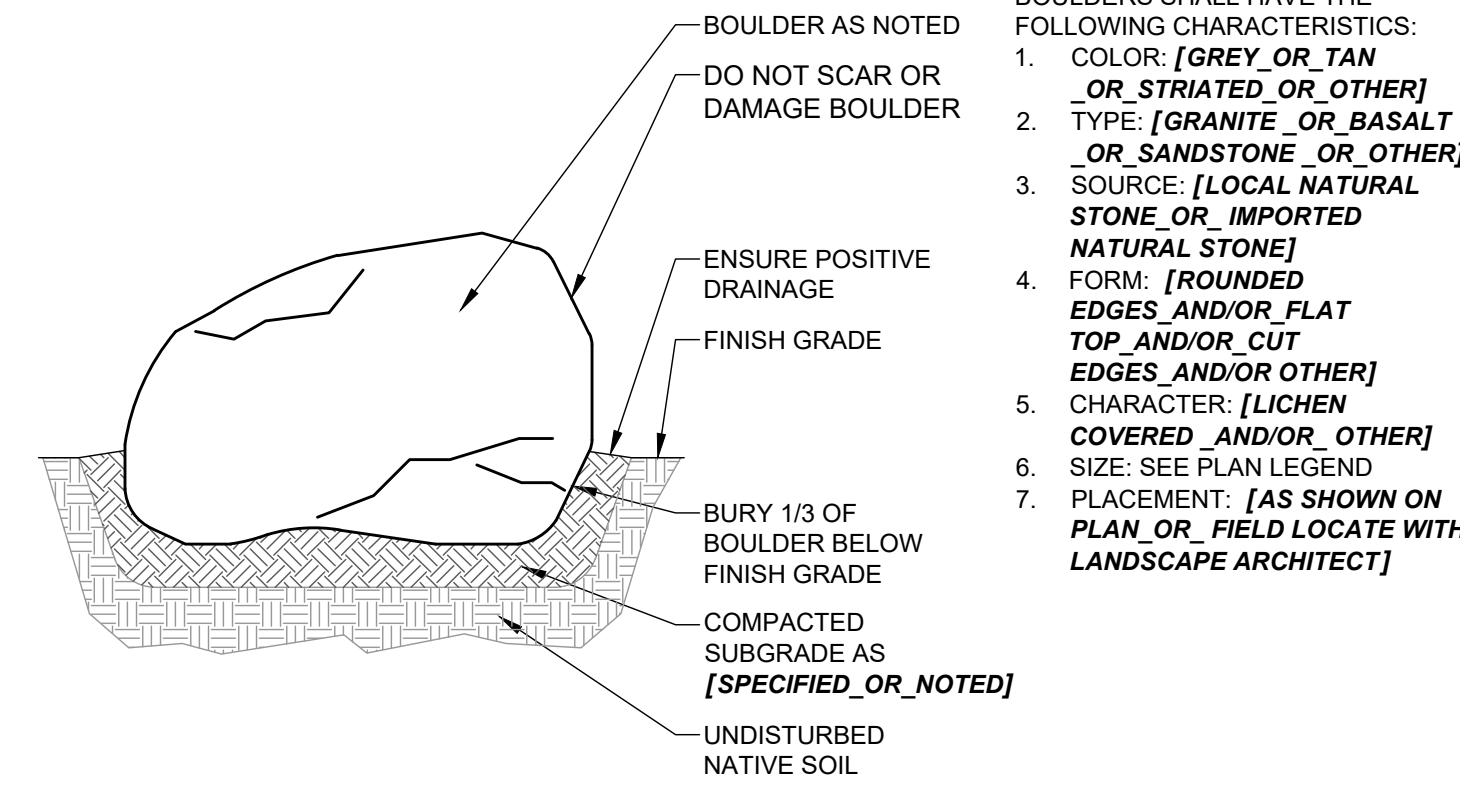 BOULDER AS NOTED
DO NOT SCAR OR
DAMAGE BOULDER
ENSURE POSITIVE
DRAINAGE
FINISH GRADE
BURY 1/3 OF
BOULDER BELOW
FINISH GRADE
COMPACTED
SUBGRADE AS
[SPECIFIED_OR_NOTED]
UNDISTURBED
NATIVE SOIL
BOULDERS SHALL HAVE THE
FOLLOWING CHARACTERISTICS:
1. COLOR: [GREY_OR_TAN
_OR_STRIATED_OR_OTHER]
2. TYPE: [GRANITE _OR_BASALT
_OR_SANDSTONE _OR_OTHER]
3. SOURCE: [LOCAL NATURAL
STONE_OR_ IMPORTED
NATURAL STONE]
4. FORM: [ROUNDED
EDGES_AND/OR_FLAT
TOP_AND/OR_CUT
EDGES_AND/OR OTHER]
5. CHARACTER: [LICHEN
COVERED _AND/OR_ OTHER]
6. SIZE: SEE PLAN LEGEND
7. PLACEMENT: [AS SHOWN ON
PLAN_OR_ FIELD LOCATE WITH
LANDSCAPE ARCHITECT]